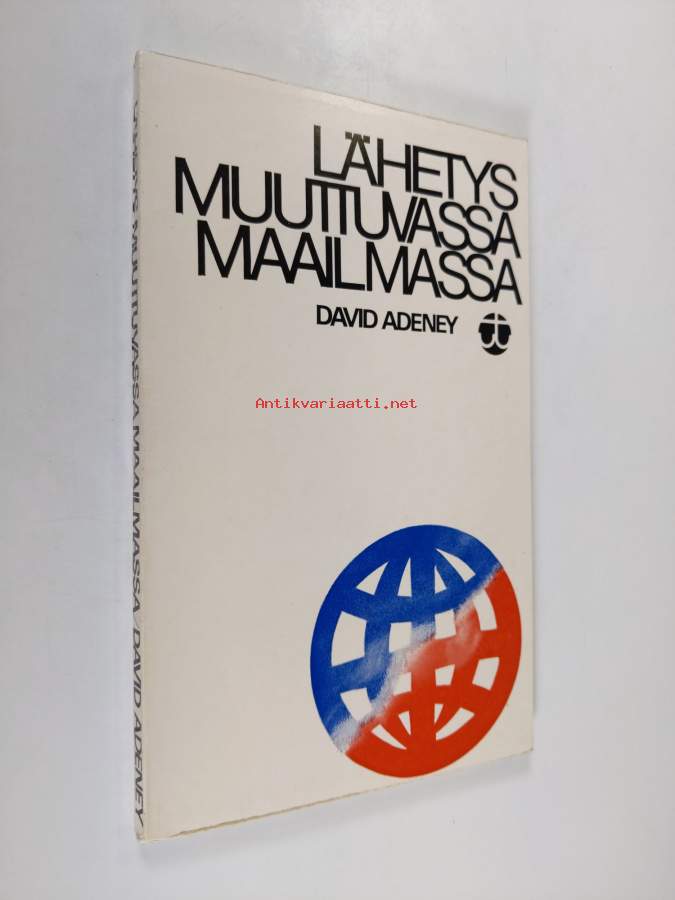 LÄHETYS
MUUTTUVASSA
MAAILMASSA
DAVID ADENEY
Antikvariaatti.net
LÄHETYS MUUTTUVASSA MAAILMASSA/DAVID ADENEY